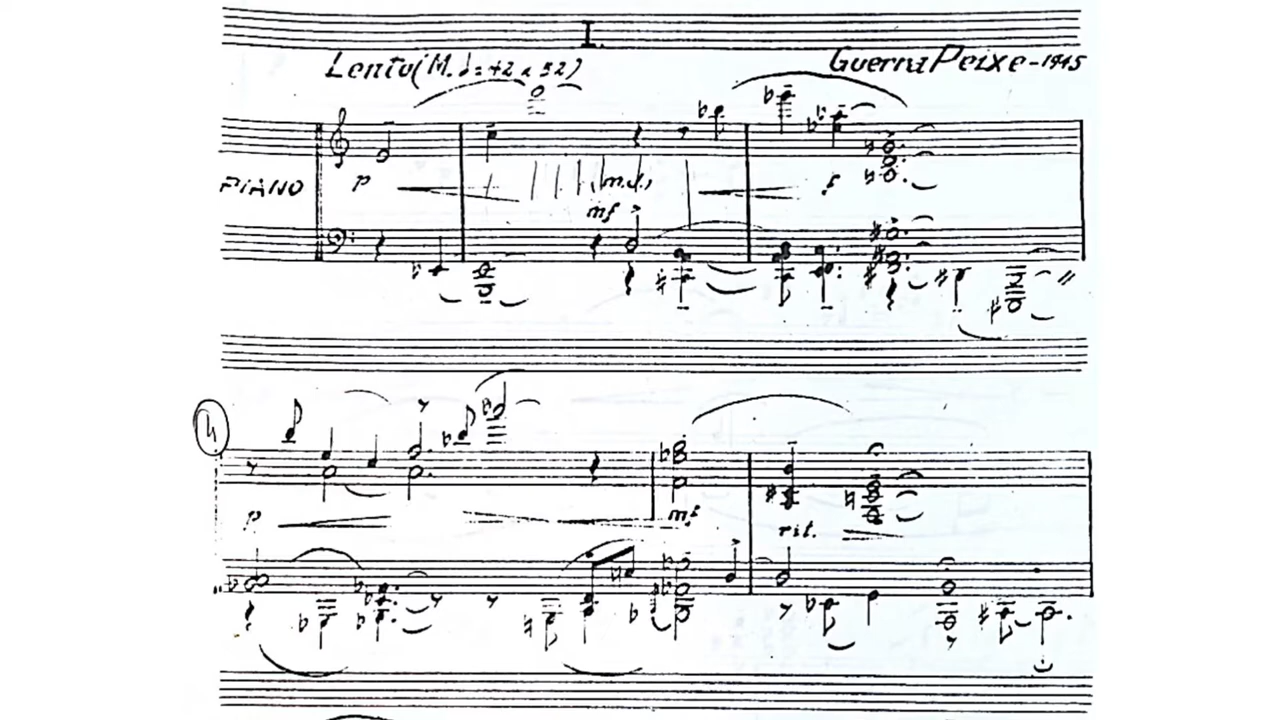 I.
Lento (M. ♩= 42 a 52) Guerra Peixe - 1945
PIANO
p
(m.d.)
mf
f
4
p
mf
rit.